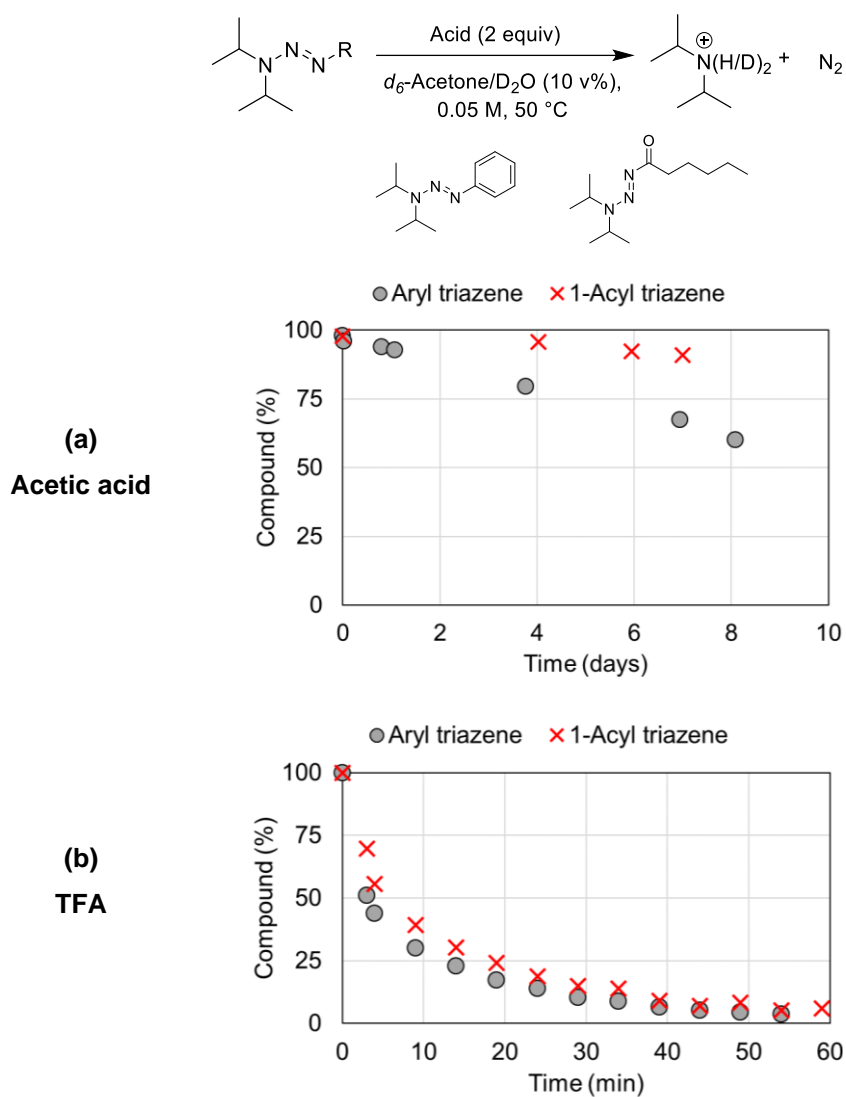 Acid (2 equiv)
d6-Acetone/D2O (10 v%),
0.05 M, 50 °C
N N N R
N(H/D)2 + N2
⊕
N N N
O
N N N
Aryl triazene 1-Acyl triazene
(a)
Acetic acid
Compound (%)
100
75
50
25
0
0 2 4 6 8 10
Time (days)
Aryl triazene 1-Acyl triazene
(b)
TFA
Compound (%)
100
75
50
25
0
0 10 20 30 40 50 60
Time (min)